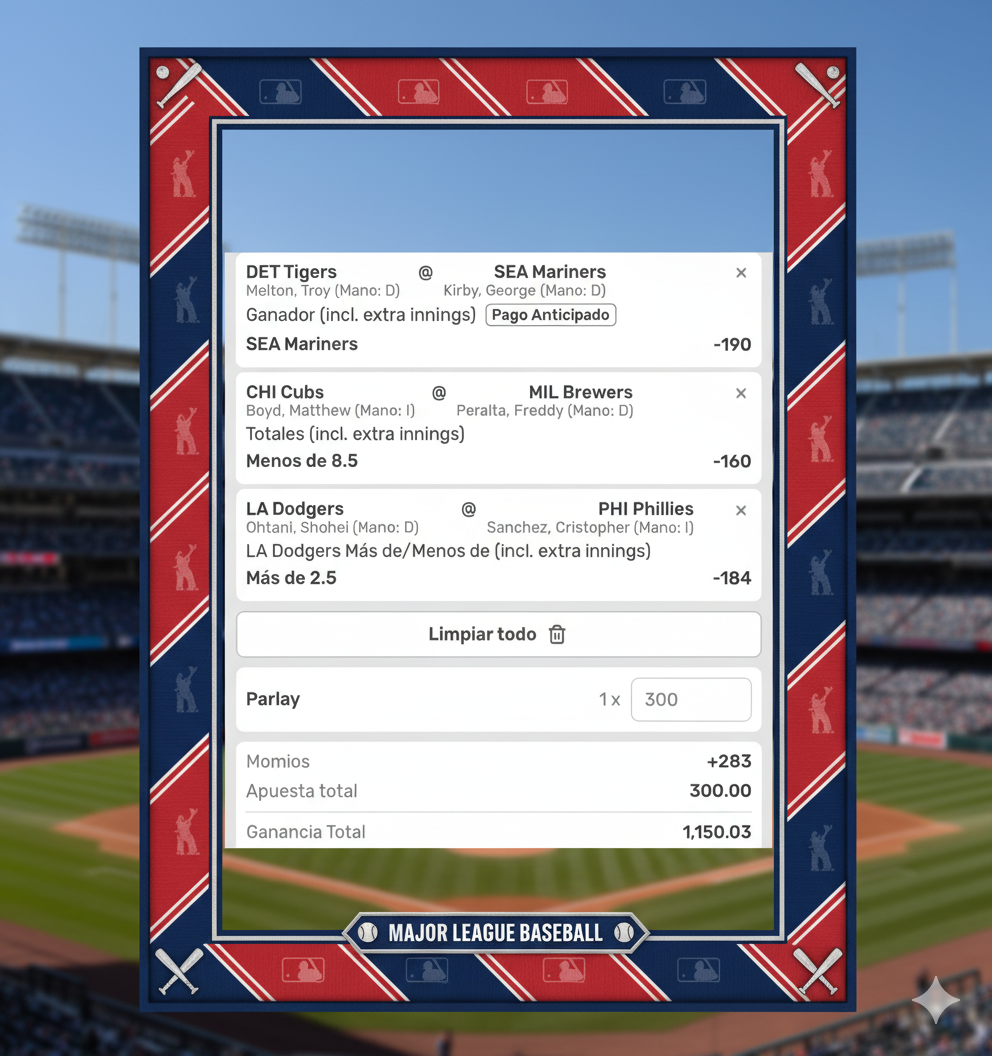 DET Tigers @ SEA Mariners ×
Melton, Troy (Mano: D) Kirby, George (Mano: D)
Ganador (incl. extra innings) Pago Anticipado
SEA Mariners -190
CHI Cubs @ MIL Brewers ×
Boyd, Matthew (Mano: I) Peralta, Freddy (Mano: D)
Totales (incl. extra innings)
Menos de 8.5 -160
LA Dodgers @ PHI Phillies ×
Ohtani, Shohei (Mano: D) Sanchez, Cristopher (Mano: I)
LA Dodgers Más de/Menos de (incl. extra innings)
Más de 2.5 -184
Limpiar todo
Parlay 1 x 300
Momios +283
Apuesta total 300.00
Ganancia Total 1,150.03
MAJOR LEAGUE BASEBALL